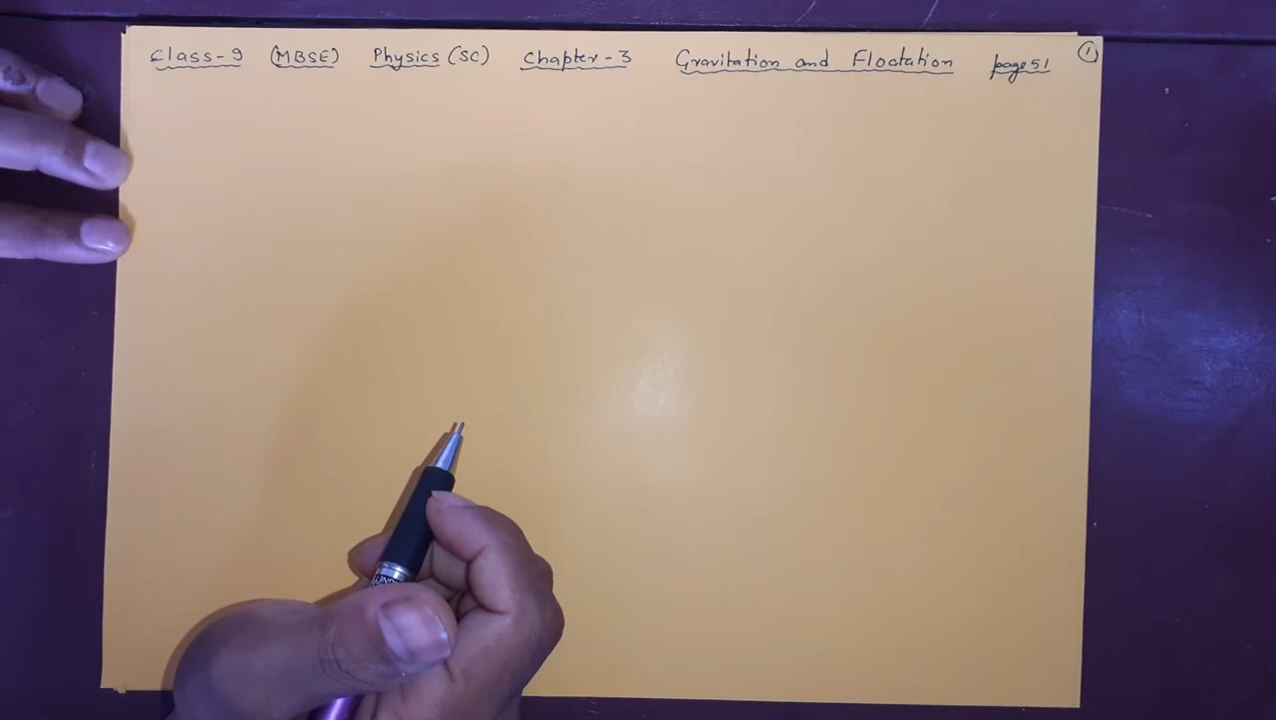 Class-9 (MBSE) Physics (SC) Chapter-3 Gravitation and Floatation page 51 1